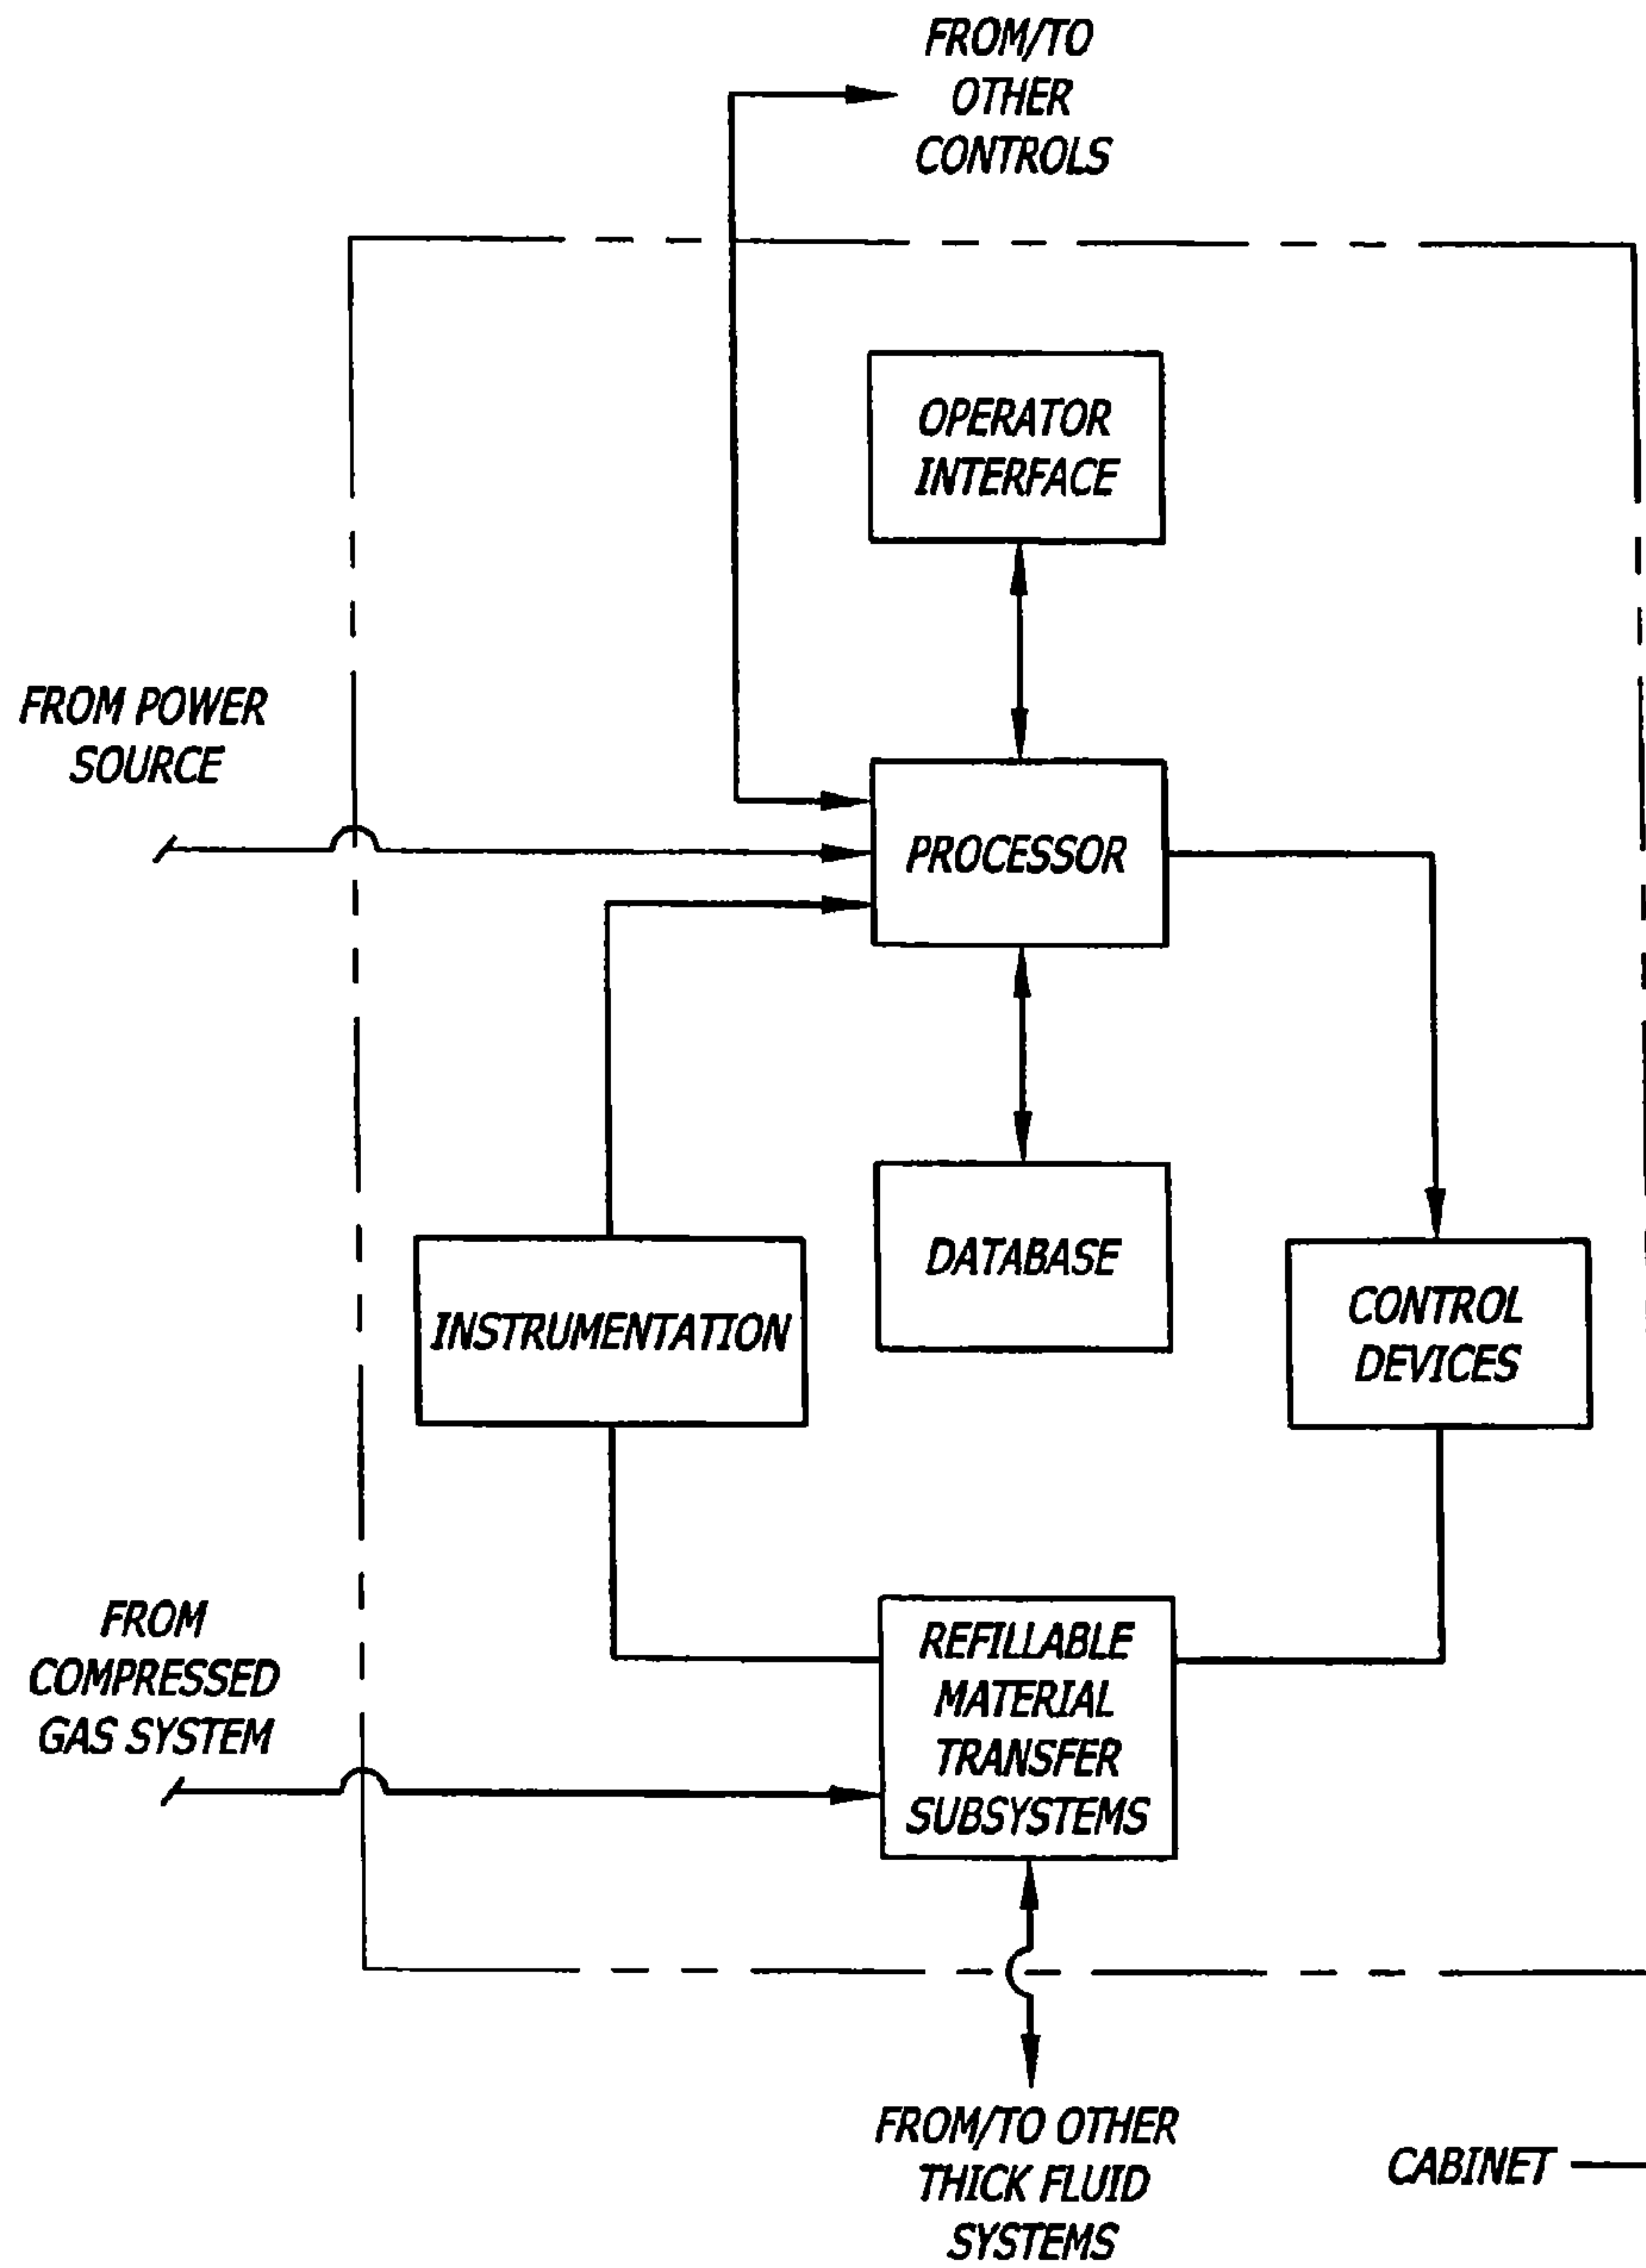 FROM/TO
OTHER
CONTROLS
OPERATOR
INTERFACE
FROM POWER
SOURCE
PROCESSOR
DATABASE
INSTRUMENTATION
CONTROL
DEVICES
FROM
COMPRESSED
GAS SYSTEM
REFILLABLE
MATERIAL
TRANSFER
SUBSYSTEMS
FROM/TO OTHER
THICK FLUID
SYSTEMS
CABINET